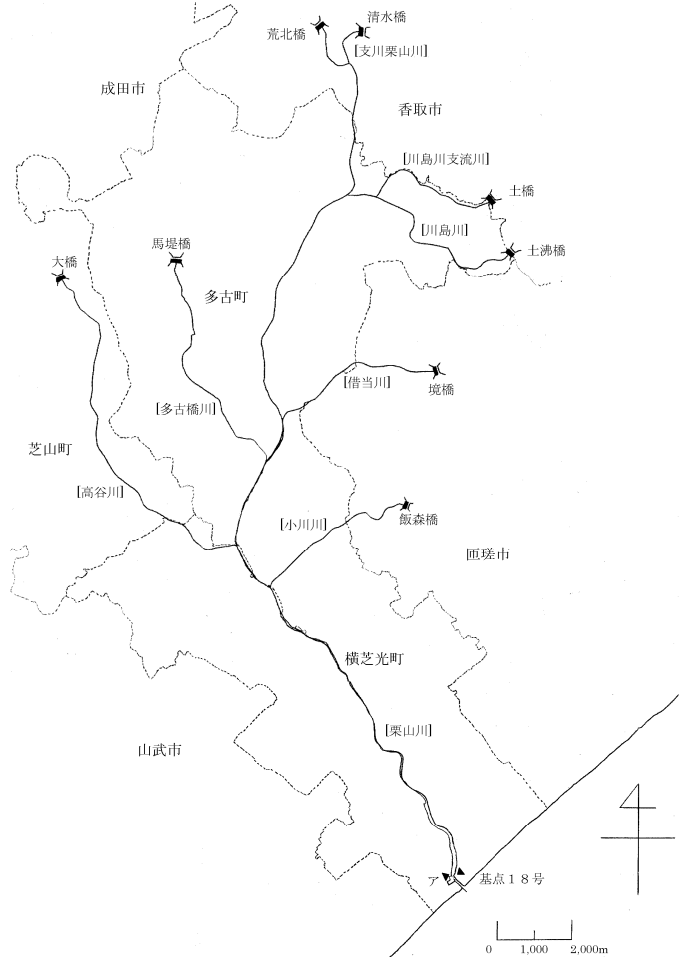 清水橋
荒北橋
[支川栗山川]
成田市
香取市
[川島川支流川]
土橋
[川島川]
土沸橋
馬堤橋
大橋
多古町
[借当川]
境橋
[多古橋川]
芝山町
[高谷川]
[小川川]
飯森橋
匝瑳市
横芝光町
[栗山川]
山武市
ア
基点18号
0 1,000 2,000m